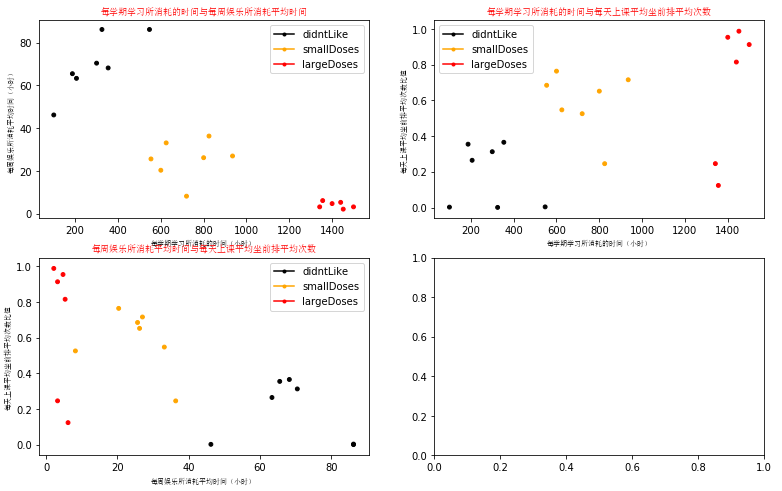 每学期学习所消耗的时间与每周娱乐所消耗平均时间
每周娱乐所消耗平均时间（小时）
80
60
40
20
0
didntLike
smallDoses
largeDoses
200 400 600 800 1000 1200 1400
每学期学习所消耗的时间（小时）
每学期学习所消耗的时间与每天上课平均坐前排平均次数
每天上课平均坐前排平均次数比值
1.0
0.8
0.6
0.4
0.2
0.0
didntLike
smallDoses
largeDoses
200 400 600 800 1000 1200 1400
每学期学习所消耗的时间（小时）
每周娱乐所消耗平均时间与每天上课平均坐前排平均次数
每天上课平均坐前排平均次数比值
1.0
0.8
0.6
0.4
0.2
0.0
didntLike
smallDoses
largeDoses
0 20 40 60 80
每周娱乐所消耗平均时间（小时）
1.0
0.8
0.6
0.4
0.2
0.0
0.0 0.2 0.4 0.6 0.8 1.0